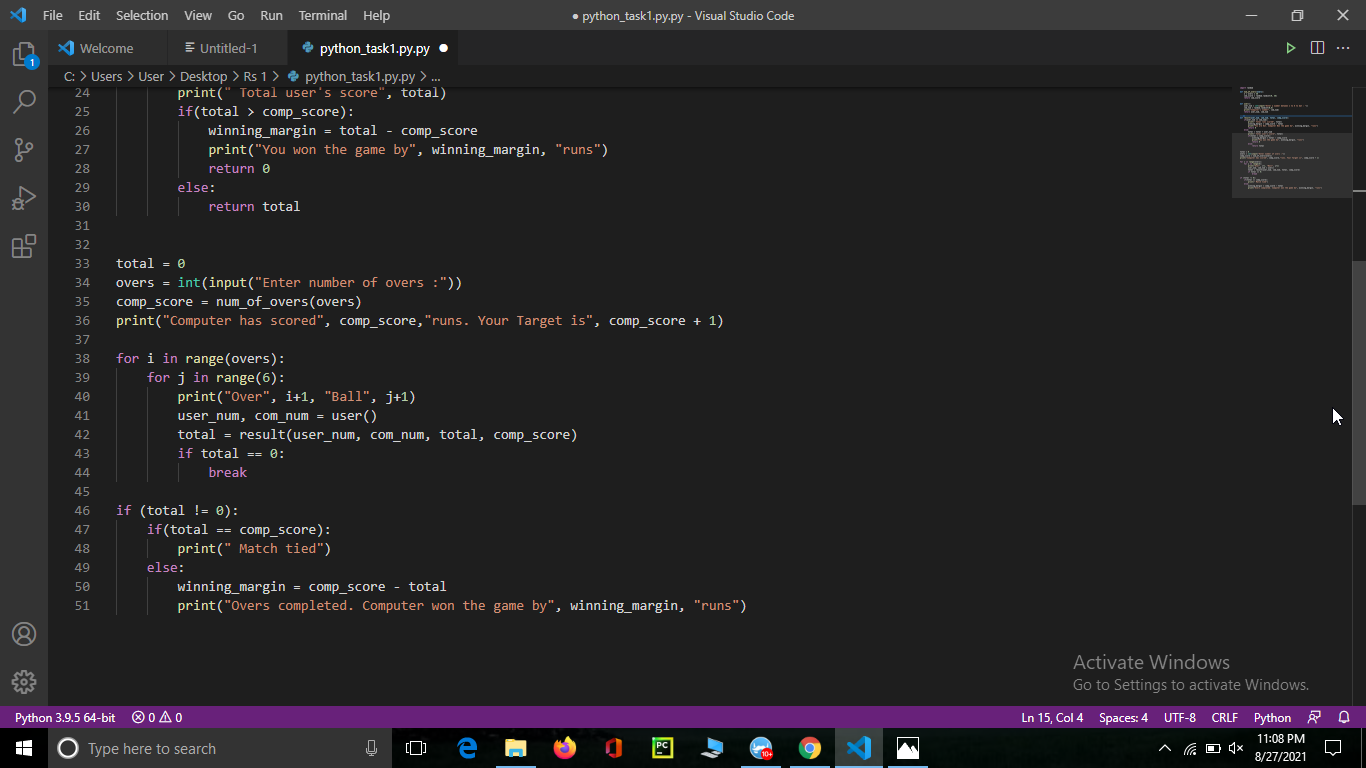 File Edit Selection View Go Run Terminal Help ● python_task1.py.py - Visual Studio Code
Welcome Untitled-1 python_task1.py.py
C: > Users > User > Desktop > Rs 1 > python_task1.py.py > ...
24 print(" Total user's score", total)
25 if(total > comp_score):
26 winning_margin = total - comp_score
27 print("You won the game by", winning_margin, "runs")
28 return 0
29 else:
30 return total
31
32
33 total = 0
34 overs = int(input("Enter number of overs :"))
35 comp_score = num_of_overs(overs)
36 print("Computer has scored", comp_score,"runs. Your Target is", comp_score + 1)
37
38 for i in range(overs):
39 for j in range(6):
40 print("Over", i+1, "Ball", j+1)
41 user_num, com_num = user()
42 total = result(user_num, com_num, total, comp_score)
43 if total == 0:
44 break
45
46 if (total != 0):
47 if(total == comp_score):
48 print(" Match tied")
49 else:
50 winning_margin = comp_score - total
51 print("Overs completed. Computer won the game by", winning_margin, "runs")
1
Activate Windows
Go to Settings to activate Windows.
Python 3.9.5 64-bit 0 0 Ln 15, Col 4 Spaces: 4 UTF-8 CRLF Python
Type here to search PC 10+ 11:08 PM
8/27/2021